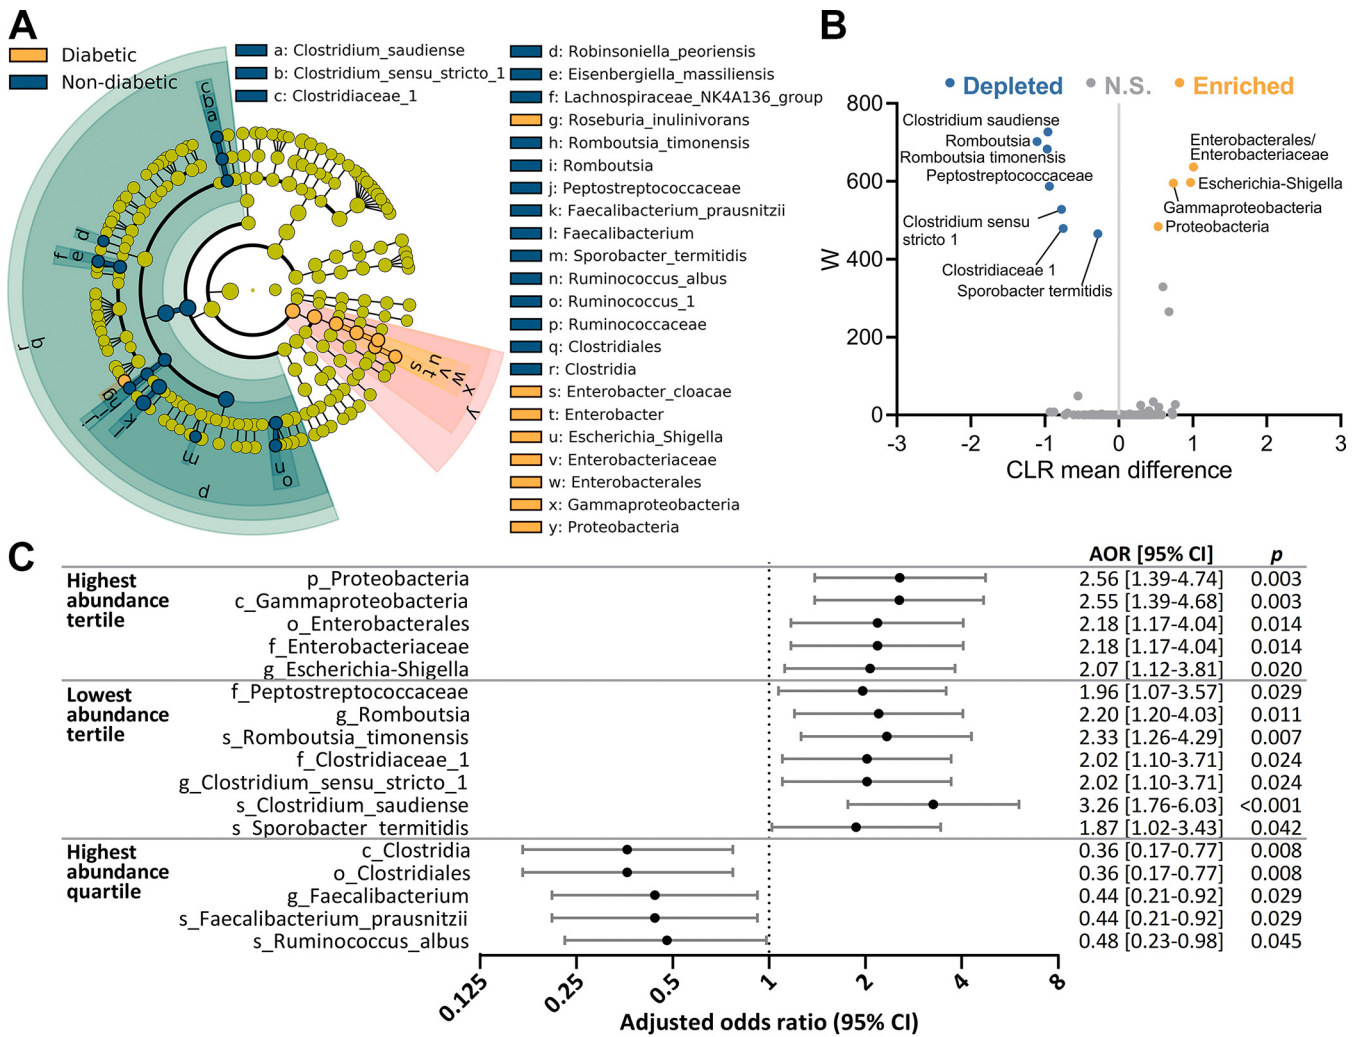 A
Diabetic
Non-diabetic
a: Clostridium_saudiense
b: Clostridium_sensu_stricto_1
c: Clostridiaceae_1
d: Robinsoniella_peoriensis
e: Eisenbergiella_massiliensis
f: Lachnospiraceae_NK4A136_group
g: Roseburia_inulinivorans
h: Romboutsia_timonensis
i: Romboutsia
j: Peptostreptococcaceae
k: Faecalibacterium_prausnitzii
l: Faecalibacterium
m: Sporobacter_termitidis
n: Ruminococcus_albus
o: Ruminococcus_1
p: Ruminococcaceae
q: Clostridiales
r: Clostridia
s: Enterobacter_cloacae
t: Enterobacter
u: Escherichia_Shigella
v: Enterobacteriaceae
w: Enterobacterales
x: Gammaproteobacteria
y: Proteobacteria
c
b
a
d
e
f
q
r
g
h
i
j
k
l
m
p
n
o
s
t
u
v
w
x
y
B
Depleted
N.S.
Enriched
800
600
400
200
0
W
-3
-2
-1
0
1
2
3
CLR mean difference
Clostridium saudiense
Romboutsia
Romboutsia timonensis
Peptostreptococcaceae
Clostridium sensu
stricto 1
Clostridiaceae 1
Sporobacter termitidis
Enterobacterales/
Enterobacteriaceae
Escherichia-Shigella
Gammaproteobacteria
Proteobacteria
C
AOR [95% CI] p
Highest
abundance
tertile
p_Proteobacteria 2.56 [1.39-4.74] 0.003
c_Gammaproteobacteria 2.55 [1.39-4.68] 0.003
o_Enterobacterales 2.18 [1.17-4.04] 0.014
f_Enterobacteriaceae 2.18 [1.17-4.04] 0.014
g_Escherichia-Shigella 2.07 [1.12-3.81] 0.020
Lowest
abundance
tertile
f_Peptostreptococcaceae 1.96 [1.07-3.57] 0.029
g_Romboutsia 2.20 [1.20-4.03] 0.011
s_Romboutsia_timonensis 2.33 [1.26-4.29] 0.007
f_Clostridiaceae_1 2.02 [1.10-3.71] 0.024
g_Clostridium_sensu_stricto_1 2.02 [1.10-3.71] 0.024
s_Clostridium_saudiense 3.26 [1.76-6.03] <0.001
s_Sporobacter_termitidis 1.87 [1.02-3.43] 0.042
Highest
abundance
quartile
c_Clostridia 0.36 [0.17-0.77] 0.008
o_Clostridiales 0.36 [0.17-0.77] 0.008
g_Faecalibacterium 0.44 [0.21-0.92] 0.029
s_Faecalibacterium_prausnitzii 0.44 [0.21-0.92] 0.029
s_Ruminococcus_albus 0.48 [0.23-0.98] 0.045
0.125
0.25
0.5
1
2
4
8
Adjusted odds ratio (95% CI)